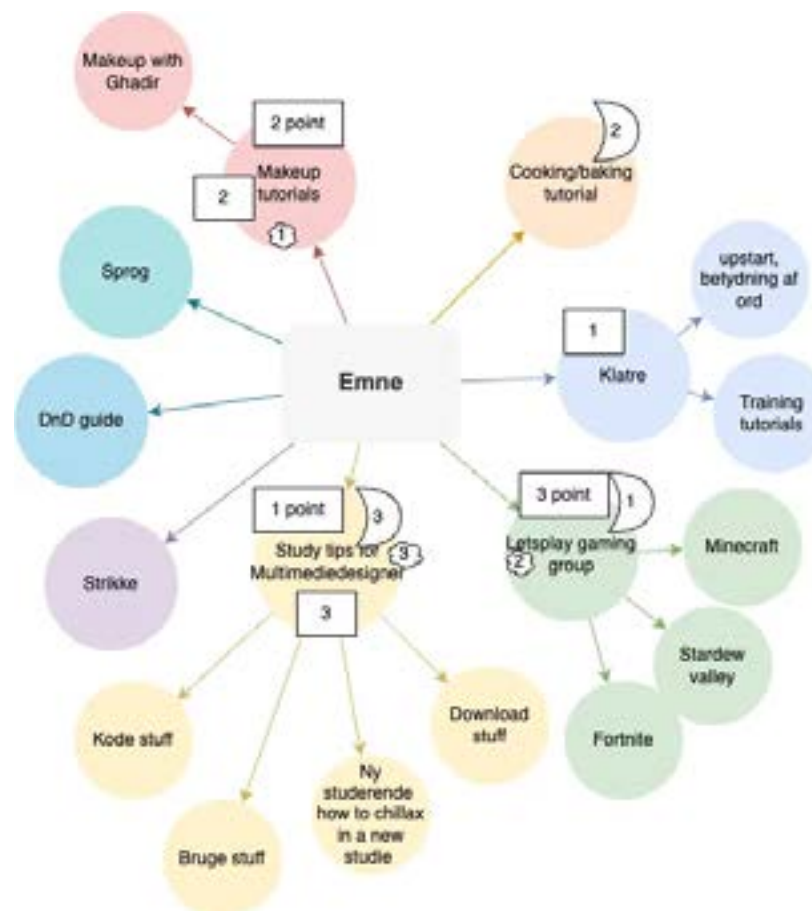 Makeup with
Ghadir
2 point
Makeup
tutorials
2
1
2
Cooking/baking
tutorial
Sprog
upstart,
betydning af
ord
Emne
1
Klatre
Training
tutorials
DnD guide
1 point
3
Study tips for
Multimediedesigner
3
3
3 point
1
Letsplay gaming
group
2
Minecraft
Strikke
Stardew
valley
Fortnite
Kode stuff
Download
stuff
Bruge stuff
Ny
studerende
how to chillax
in a new
studie